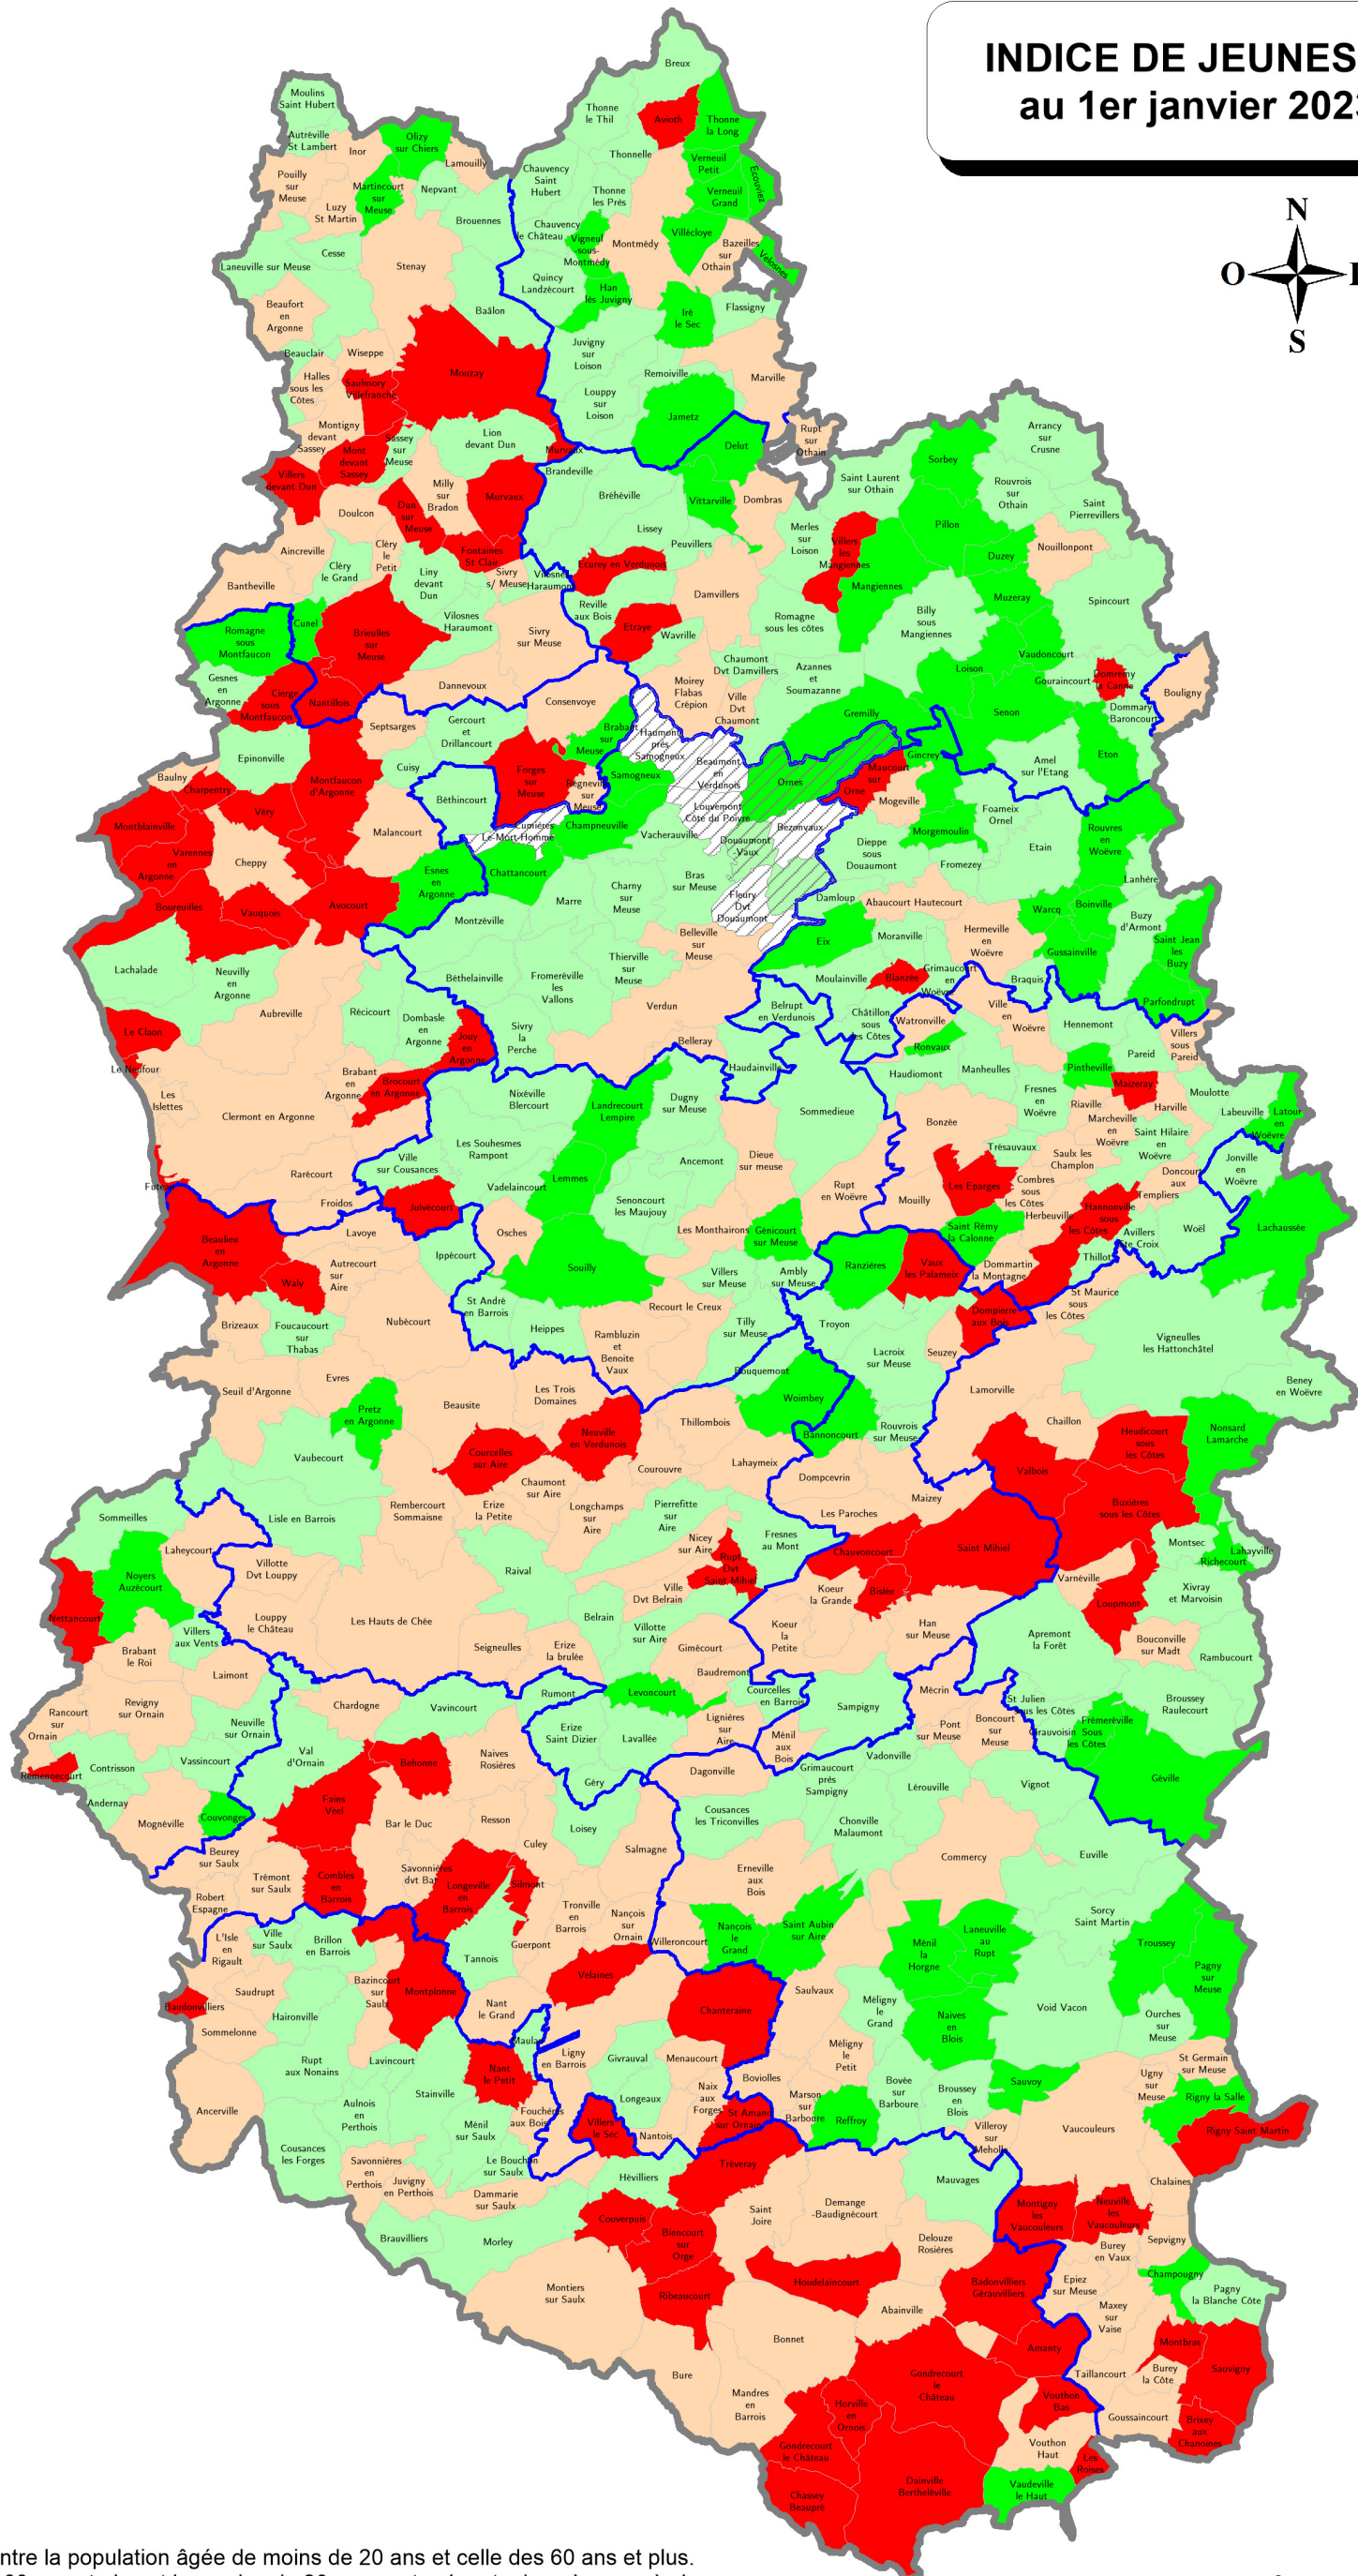 INDICE DE JEUNES
au 1er janvier 2023
N
O
S
Breux
Moulins
Saint Hubert
Thonne
le Thil
Avioth
Thonne
la Long
Autréville
St Lambert
Inor
Olizy
sur Chiers
Lamouilly
Thonnelle
Verneuil
Petit
Ecouviez
Pouilly
sur
Meuse
Martincourt
sur
Meuse
Nepvant
Chauvency
Saint
Hubert
Thonne
les Prés
Verneuil
Grand
Luzy
St Martin
Brouennes
Chauvency
le Château
Vigneul
sous-
Montmédy
Montmédy
Villécloye
Bazeilles
sur
Othain
Velosnes
Cesse
Laneuville sur Meuse
Stenay
Quincy
Landzécourt
Han
lès Juvigny
Beaufort
en
Argonne
Baâlon
Iré
le Sec
Flassigny
Beauclair
Wiseppe
Mouzay
Juvigny
sur
Loison
Remoiville
Marville
Halles
sous les
Côtes
Saulmory
Villefranche
Louppy
sur
Loison
Jametz
Montigny
devant
Sassey
Sassey
sur
Meuse
Lion
devant Dun
Murvaux
Delut
Rupt
sur
Othain
Arrancy
sur
Crusne
Mont
devant
Sassey
Villers
devant Dun
Milly
sur
Bradon
Murvaux
Brandeville
Bréhéville
Vittarville
Dombras
Saint Laurent
sur Othain
Sorbey
Rouvrois
sur
Othain
Saint
Pierrevillers
Doulcon
Dun
sur
Meuse
Lissey
Peuvillers
Merles
sur
Loison
Villers
les
Mangiennes
Pillon
Duzey
Nouillonpont
Aincreville
Cléry
le
Petit
Fontaines
St Clair
Ecurey en Verdunois
Bantheville
Cléry
le Grand
Liny
devant
Dun
Sivry
s/ Meuse
Vilosnes
Haraumont
Reville
aux Bois
Damvillers
Mangiennes
Muzeray
Spincourt
Romagne
sous
Montfaucon
Cunel
Brieulles
sur
Meuse
Vilosnes
Haraumont
Sivry
sur Meuse
Etraye
Wavrille
Romagne
sous les côtes
Billy
sous
Mangiennes
Vaudoncourt
Gesnes
en
Argonne
Cierge
sous
Montfaucon
Nantillois
Dannevoux
Consenvoye
Moirey
Flabas
Crépion
Chaumont
Dvt Damvillers
Ville
Dvt
Chaumont
Azannes
et
Soumazanne
Loison
Gouraincourt
Domremy
la Canne
Bouligny
Septsarges
Gercourt
et
Drillancourt
Gremilly
Senon
Dommary
Baroncourt
Epinonville
Cuisy
Forges
sur
Meuse
Brabant
sur
Meuse
Haumont
près
Samogneux
Beaumont
en
Verdunois
Ornes
Gincrey
Amel
sur l'Etang
Eton
Baulny
Charpentry
Montfaucon
d'Argonne
Béthincourt
Regneville
sur
Meuse
Samogneux
Louvemont
Côte du Poivre
Maucourt
sur
Orne
Mogeville
Montblainville
Véry
Malancourt
Cumières
Le-Mort-Homme
Champneuville
Vacherauville
Bezonvaux
Morgemoulin
Foameix
Ornel
Rouvres
en
Woëvre
Varennes
en
Argonne
Cheppy
Esnes
en
Argonne
Chattancourt
Douaumont
-Vaux
Dieppe
sous
Douaumont
Fromezey
Etain
Lanhère
Boureuilles
Vauquois
Avocourt
Montzéville
Marre
Charny
sur
Meuse
Bras
sur Meuse
Fleury
Dvt
Douaumont
Damloup
Abaucourt Hautecourt
Warcq
Boinville
Buzy
d'Armont
Saint Jean
les
Buzy
Lachalade
Neuvilly
en
Argonne
Béthelainville
Fromeréville
les
Vallons
Thierville
sur
Meuse
Belleville
sur
Meuse
Eix
Moranville
Hermeville
en
Woëvre
Gussainville
Moulainville
Blanzée
Grimaucourt
en
Woëvre
Braquis
Parfondrupt
Le Claon
Aubreville
Récicourt
Dombasle
en
Argonne
Jouy
en
Argonne
Sivry
la
Perche
Verdun
Belrupt
en Verdunois
Châtillon
sous
les Côtes
Watronville
Ville
en
Woëvre
Hennemont
Villers
sous
Pareid
Le Neufour
Brabant
en
Argonne
Brocourt
en Argonne
Belleray
Haudainville
Ronvaux
Pareid
Les
Islettes
Clermont en Argonne
Nixéville
Blercourt
Landrecourt
Lempire
Dugny
sur Meuse
Sommedieue
Haudiomont
Manheulles
Pintheville
Maizeray
Moulotte
Fresnes
en
Woëvre
Riaville
Harville
Labeuville
Latour
en
Woëvre
Rarécourt
Ville
sur Cousances
Les Souhesmes
Rampont
Ancemont
Dieue
sur meuse
Bonzée
Marcheville
en
Woëvre
Trésauvaux
Saulx les
Champlon
Saint Hilaire
en
Woëvre
Jonville
en
Woëvre
Froidos
Julvécourt
Vadelaincourt
Lemmes
Senoncourt
les Maujouy
Rupt
en Woëvre
Mouilly
Les Eparges
Combres
sous
les Côtes
Doncourt
aux
Templiers
Futeau
Lavoye
Osches
Les Monthairons
Génicourt
sur Meuse
Saint Rémy
la Calonne
Herbeuville
Hannonville
sous
les Côtes
Avillers
Ste Croix
Woël
Lachaussée
Beaulieu
en
Argonne
Waly
Autrecourt
sur
Aire
Ippécourt
Souilly
Villers
sur Meuse
Ambly
sur Meuse
Ranzières
Vaux
les Palameix
Dommartin
la Montagne
Thillot
Brizeaux
Foucaucourt
sur
Thabas
Nubécourt
St André
en Barrois
Heippes
Recourt le Creux
Tilly
sur Meuse
Troyon
Dompierre
aux Bois
St Maurice
sous
les Côtes
Rambluzin
et
Benoite
Vaux
Lacroix
sur Meuse
Seuzey
Vigneulles
les Hattonchâtel
Seuil d'Argonne
Evres
Bouquemont
Woimbey
Lamorville
Beney
en Woëvre
Pretz
en Argonne
Beausite
Les Trois
Domaines
Thillombois
Bannoncourt
Rouvrois
sur Meuse
Chaillon
Heudicourt
sous
les Côtes
Nonsard
Lamarche
Vaubecourt
Courcelles
sur Aire
Neuville
en Verdunois
Lahaymeix
Dompcevrin
Valbois
Chaumont
sur Aire
Courouvre
Maizey
Buxières
sous les Côtes
Sommeilles
Lisle en Barrois
Rembercourt
Sommaisne
Erize
la Petite
Longchamps
sur
Aire
Pierrefitte
sur
Aire
Les Paroches
Laheycourt
Nicey
sur Aire
Fresnes
au Mont
Chauvoncourt
Saint Mihiel
Montsec
Richecourt
Lahayville
Noyers
Auzécourt
Villotte
Dvt Louppy
Raival
Rupt
Dvt
Saint Mihiel
Bislée
Varnéville
Xivray
et Marvoisin
Nettancourt
Louppy
le Château
Les Hauts de Chée
Ville
Dvt Belrain
Koeur
la Grande
Loupmont
Villers
aux Vents
Belrain
Villotte
sur Aire
Koeur
la
Petite
Han
sur Meuse
Apremont
la Forêt
Bouconville
sur Madt
Rambucourt
Brabant
le Roi
Seigneulles
Erize
la brulée
Gimécourt
Laimont
Baudremont
Revigny
sur Ornain
Rancourt
sur
Ornain
Neuville
sur Ornain
Chardogne
Vavincourt
Rumont
Levoncourt
Courcelles
en Barrois
Sampigny
Mécrin
St Julien
sous les Côtes
Broussey
Raulecourt
Erize
Saint Dizier
Lavallée
Lignières
sur
Aire
Ménil
aux
Bois
Pont
sur Meuse
Boncourt
sur
Meuse
Girauvoisin
Frémeréville
Sous
les Côtes
Remennecourt
Contrisson
Vassincourt
Val
d'Ornain
Behonne
Naives
Rosières
Géry
Dagonville
Grimaucourt
près
Sampigny
Vadonville
Lérouville
Vignot
Géville
Andernay
Mognéville
Couvonges
Fains
Veel
Bar le Duc
Resson
Loisey
Cousances
les Triconvilles
Chonville
Malaumont
Beurey
sur Saulx
Culey
Salmagne
Commercy
Euville
Trémont
sur Saulx
Combles
en
Barrois
Savonnières
dvt Bar
Longeville
en
Barrois
Silmont
Erneville
aux
Bois
Robert
Espagne
Tronville
en
Barrois
Nançois
sur
Ornain
Sorcy
Saint Martin
L'Isle
en
Rigault
Ville
sur Saulx
Brillon
en Barrois
Guerpont
Willeroncourt
Nançois
le
Grand
Saint Aubin
sur Aire
Ménil
la
Horgne
Laneuville
au
Rupt
Troussey
Tannois
Pagny
sur
Meuse
Baudonvilliers
Saudrupt
Bazincourt
sur
Saulx
Montplonne
Velaines
Saulvaux
Void Vacon
Sommelonne
Haironville
Nant
le Grand
Chanteraine
Méligny
le
Grand
Naives
en
Blois
Ourches
sur
Meuse
Rupt
aux Nonains
Lavincourt
Maulan
Ligny
en Barrois
Givrauval
Menaucourt
Méligny
le
Petit
St Germain
sur Meuse
Nant
le Petit
Boviolles
Sauvoy
Ugny
sur
Meuse
Ancerville
Aulnois
en
Perthois
Stainville
Longeaux
Naix
aux
Forges
Marson
sur
Barboure
Bovée
sur
Barboure
Broussey
en
Blois
Rigny la Salle
Ménil
sur Saulx
Fouchères
aux Bois
Villers
le Sec
Nantois
St Amand
sur Ornain
Reffroy
Villeroy
sur
Meholle
Vaucouleurs
Rigny Saint Martin
Cousances
les Forges
Savonnières
en
Perthois
Juvigny
en Perthois
Le Bouchon
sur Saulx
Hévilliers
Tréveray
Mauvages
Chalaines
Dammarie
sur Saulx
Couvertpuis
Saint
Joire
Demange
-Baudignécourt
Montigny
les
Vaucouleurs
Neuville
les
Vaucouleurs
Brauvilliers
Morley
Biencourt
sur
Orge
Delouze
Rosières
Sepvigny
Burey
en Vaux
Montiers
sur Saulx
Ribeaucourt
Houdelaincourt
Badonvilliers
Gérauvilliers
Epiez
sur Meuse
Champougny
Pagny
la Blanche Côte
Abainville
Maxey
sur
Vaise
Bonnet
Amanty
Montbras
Bure
Gondrecourt
le
Château
Taillancourt
Burey
la Côte
Sauvigny
Mandres
en
Barrois
Horville
en
Ornois
Vouthon
Bas
Goussaincourt
Brixey
aux
Chanoines
Gondrecourt
le Château
Vouthon
Haut
Les
Roises
Chassey
Beaupré
Dainville
Bertheléville
Vaudeville
le Haut
ntre la population âgée de moins de 20 ans et celle des 60 ans et plus.